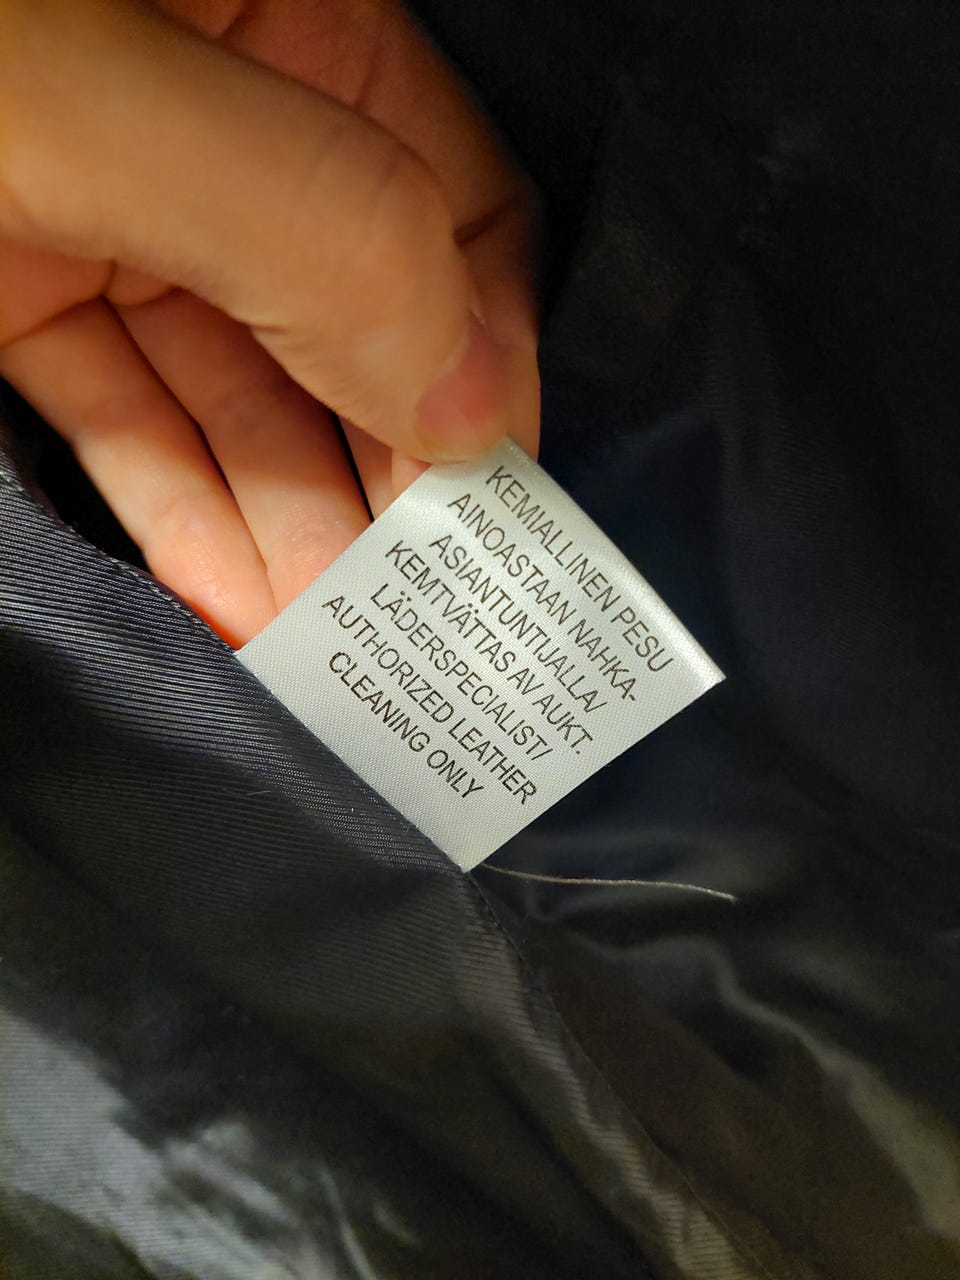 KEMIALLINEN PESU
AINOASTAAN NAHKA-
ASIANTUNTIJALLA/
KEMTVÄTTAS AV AUKT.
LÄDERSPECIALIST/
AUTHORIZED LEATHER
CLEANING ONLY